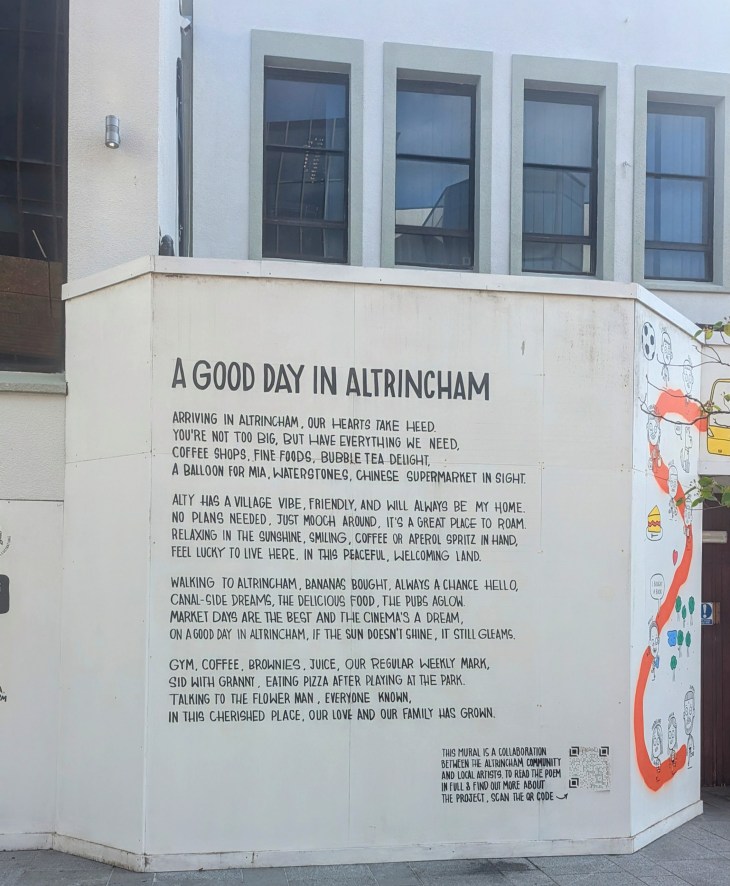 A GOOD DAY IN ALTRINCHAM
ARRIVING IN ALTRINCHAM, OUR HEARTS TAKE HEED.
YOU'RE NOT TOO BIG, BUT HAVE EVERYTHING WE NEED,
COFFEE SHOPS, FINE FOODS, BUBBLE TEA DELIGHT,
A BALLOON FOR MIA, WATERSTONES, CHINESE SUPERMARKET IN SIGHT.
ALTY HAS A VILLAGE VIBE, FRIENDLY, AND WILL ALWAYS BE MY HOME.
NO PLANS NEEDED, JUST MOOCH AROUND, IT'S A GREAT PLACE TO ROAM.
RELAXING IN THE SUNSHINE, SMILING, COFFEE OR APEROL SPRITZ IN HAND,
FEEL LUCKY TO LIVE HERE. IN THIS PEACEFUL, WELCOMING LAND.
WALKING TO ALTRINCHAM, BANANAS BOUGHT, ALWAYS A CHANCE HELLO,
CANAL-SIDE DREAMS, THE DELICIOUS FOOD, THE PUBS AGLOW.
MARKET DAYS ARE THE BEST AND THE CINEMA'S A DREAM,
ON A GOOD DAY IN ALTRINCHAM, IF THE SUN DOESN'T SHINE, IT STILL GLEAMS.
GYM, COFFEE, BROWNIES, JUICE, OUR REGULAR WEEKLY MARK,
SID WITH GRANNY, EATING PIZZA AFTER PLAYING AT THE PARK.
TALKING TO THE FLOWER MAN, EVERYONE KNOWN,
IN THIS CHERISHED PLACE, OUR LOVE AND OUR FAMILY HAS GROWN.
THIS MURAL IS A COLLABORATION
BETWEEN THE ALTRINCHAM COMMUNITY
AND LOCAL ARTISTS. TO READ THE POEM
IN FULL & FIND OUT MORE ABOUT
THE PROJECT, SCAN THE QR CODE